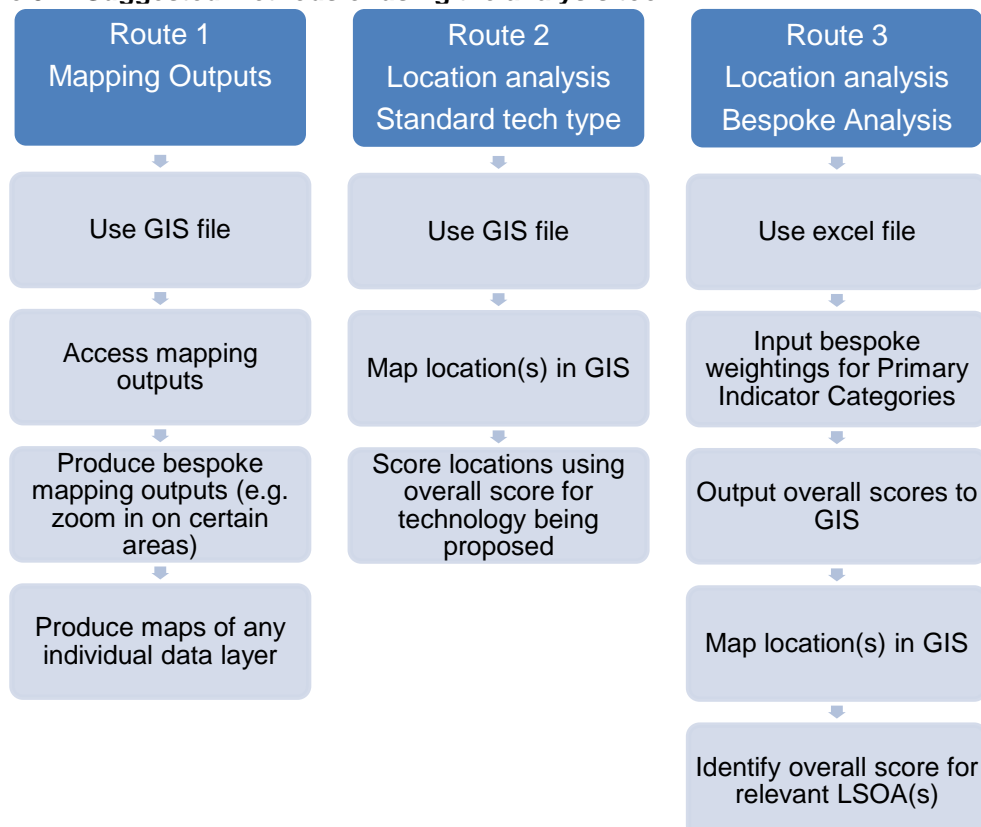 Route 1
Mapping Outputs
Use GIS file
Access mapping
outputs
Produce bespoke
mapping outputs (e.g.
zoom in on certain
areas)
Produce maps of any
individual data layer
Route 2
Location analysis
Standard tech type
Use GIS file
Map location(s) in GIS
Score locations using
overall score for
technology being
proposed
Route 3
Location analysis
Bespoke Analysis
Use excel file
Input bespoke
weightings for Primary
Indicator Categories
Output overall scores to
GIS
Map location(s) in GIS
Identify overall score for
relevant LSOA(s)